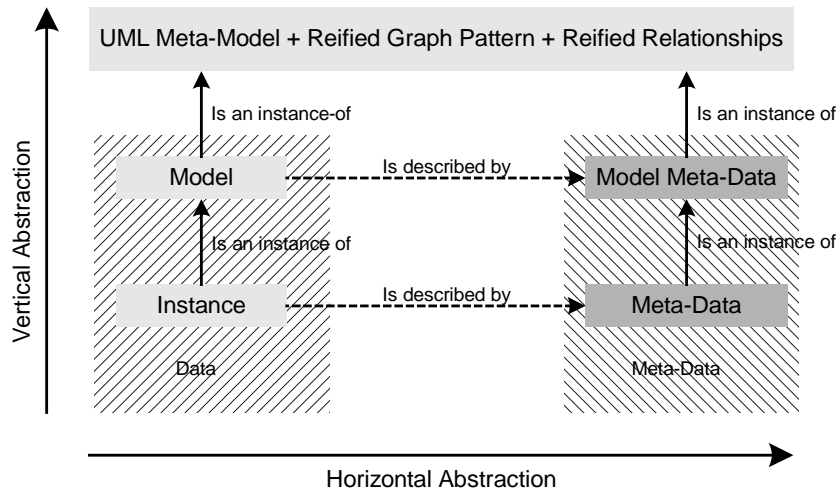 UML Meta-Model + Reified Graph Pattern + Reified Relationships
Is an instance-of
Is an instance of
Model
Is described by
Model Meta-Data
Is an instance of
Is an instance of
Instance
Is described by
Meta-Data
Data
Meta-Data
Vertical Abstraction
Horizontal Abstraction